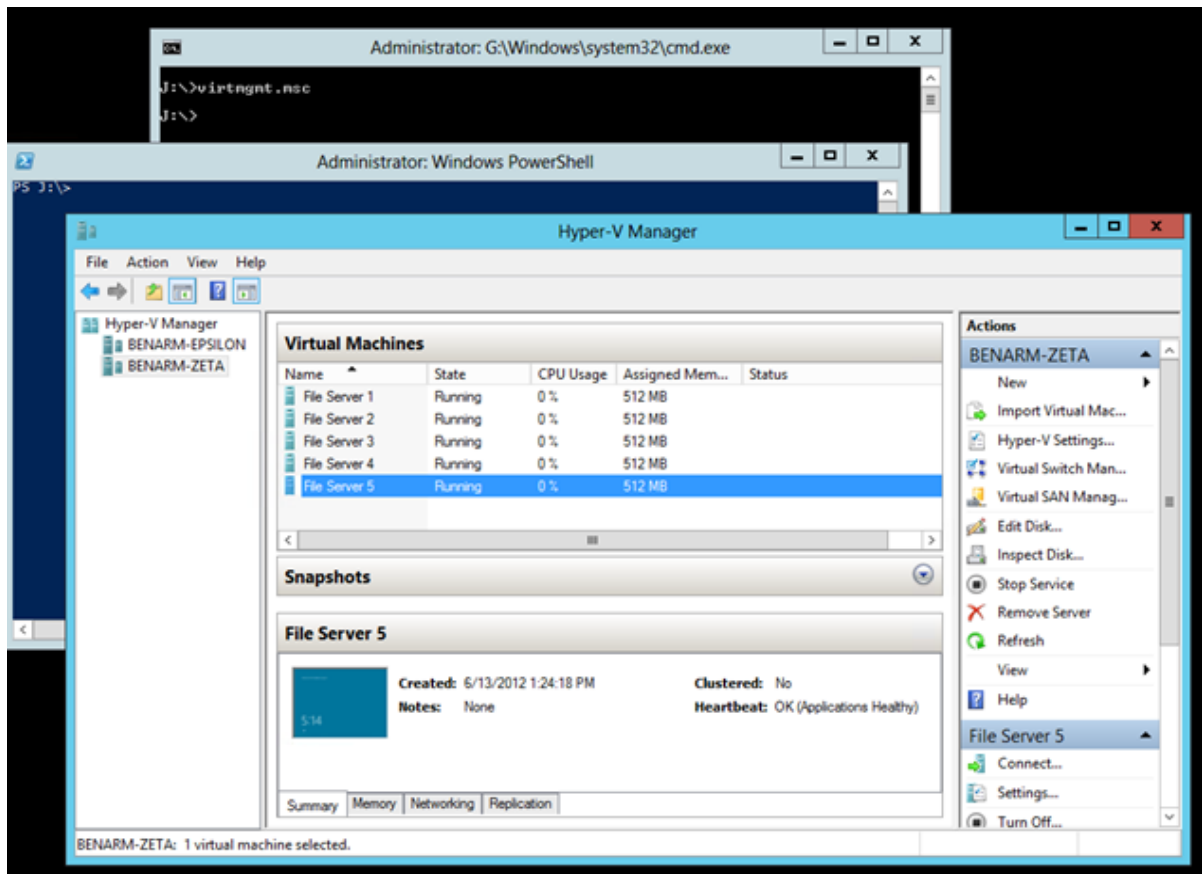 Administrator: G:\Windows\system32\cmd.exe
J:\>virtmgmt.msc
J:\>
Administrator: Windows PowerShell
PS J:\>
Hyper-V Manager
File Action View Help
Hyper-V Manager
BENARM-EPSILON
BENARM-ZETA
Virtual Machines
Name State CPU Usage Assigned Mem... Status
File Server 1 Running 0 % 512 MB
File Server 2 Running 0 % 512 MB
File Server 3 Running 0 % 512 MB
File Server 4 Running 0 % 512 MB
File Server 5 Running 0 % 512 MB
Snapshots
File Server 5
5:14
Created: 6/13/2012 1:24:18 PM Clustered: No
Notes: None Heartbeat: OK (Applications Healthy)
Summary Memory Networking Replication
Actions
BENARM-ZETA
New
Import Virtual Mac...
Hyper-V Settings...
Virtual Switch Man...
Virtual SAN Manag...
Edit Disk...
Inspect Disk...
Stop Service
Remove Server
Refresh
View
Help
File Server 5
Connect...
Settings...
Turn Off...
BENARM-ZETA: 1 virtual machine selected.